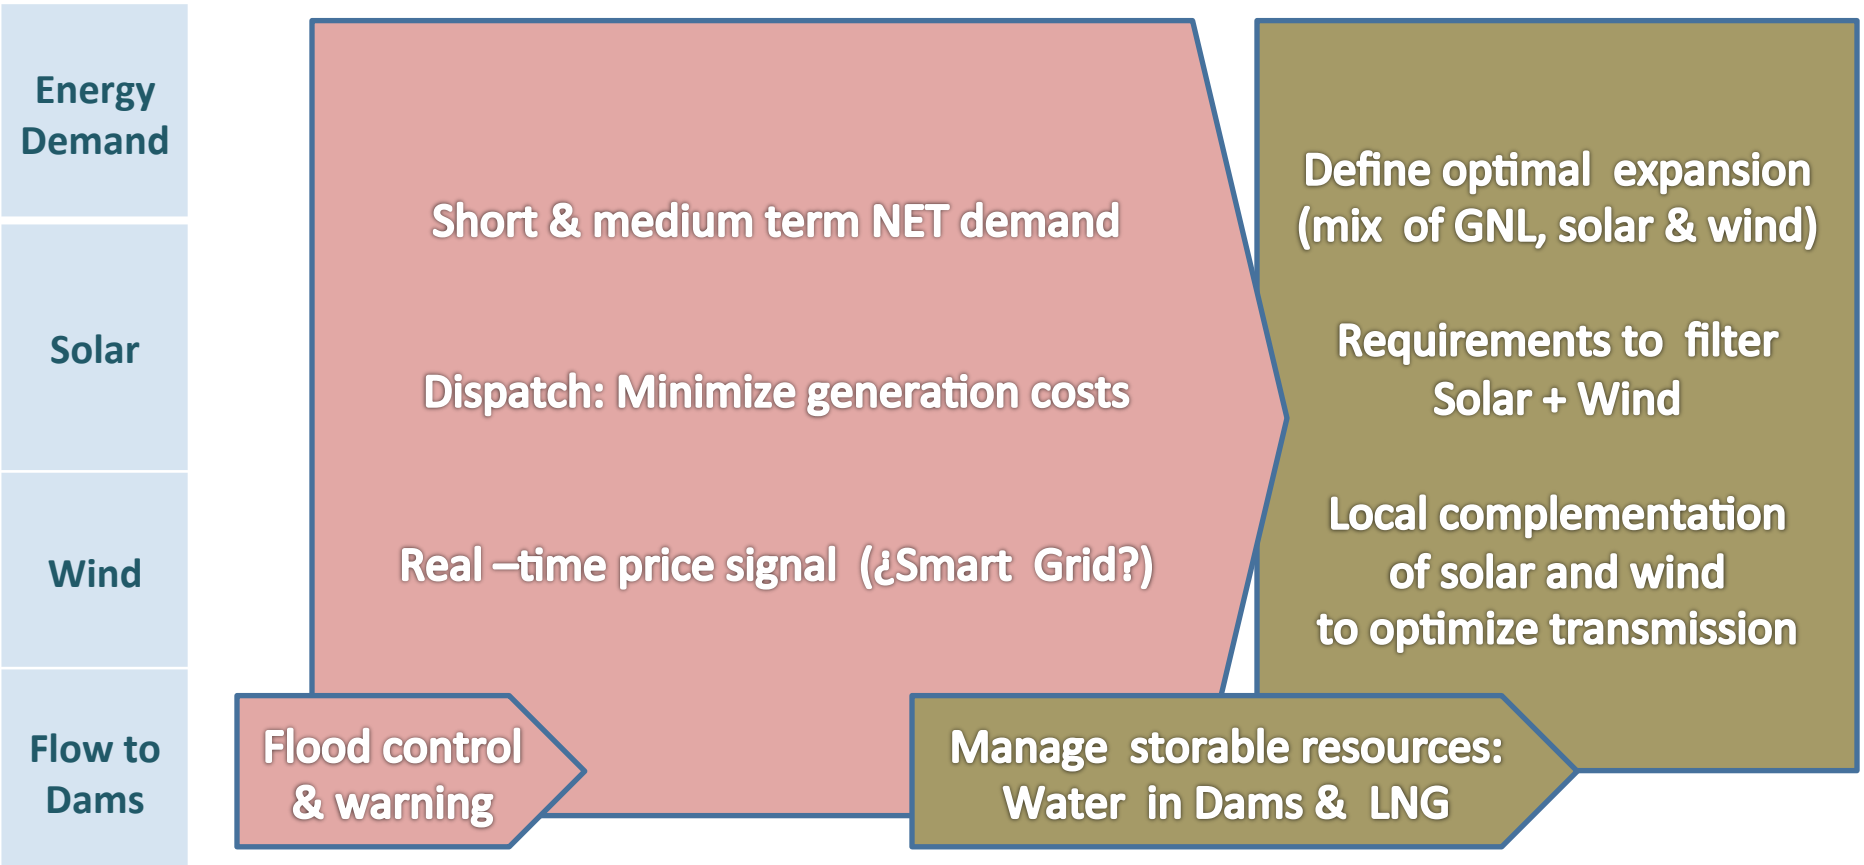 Energy
Demand
Solar
Wind
Flow to
Dams
Short & medium term NET demand
Dispatch: Minimize generation costs
Real –time price signal (¿Smart Grid?)
Flood control
& warning
Define optimal expansion
(mix of GNL, solar & wind)
Requirements to filter
Solar + Wind
Local complementation
of solar and wind
to optimize transmission
Manage storable resources:
Water in Dams & LNG